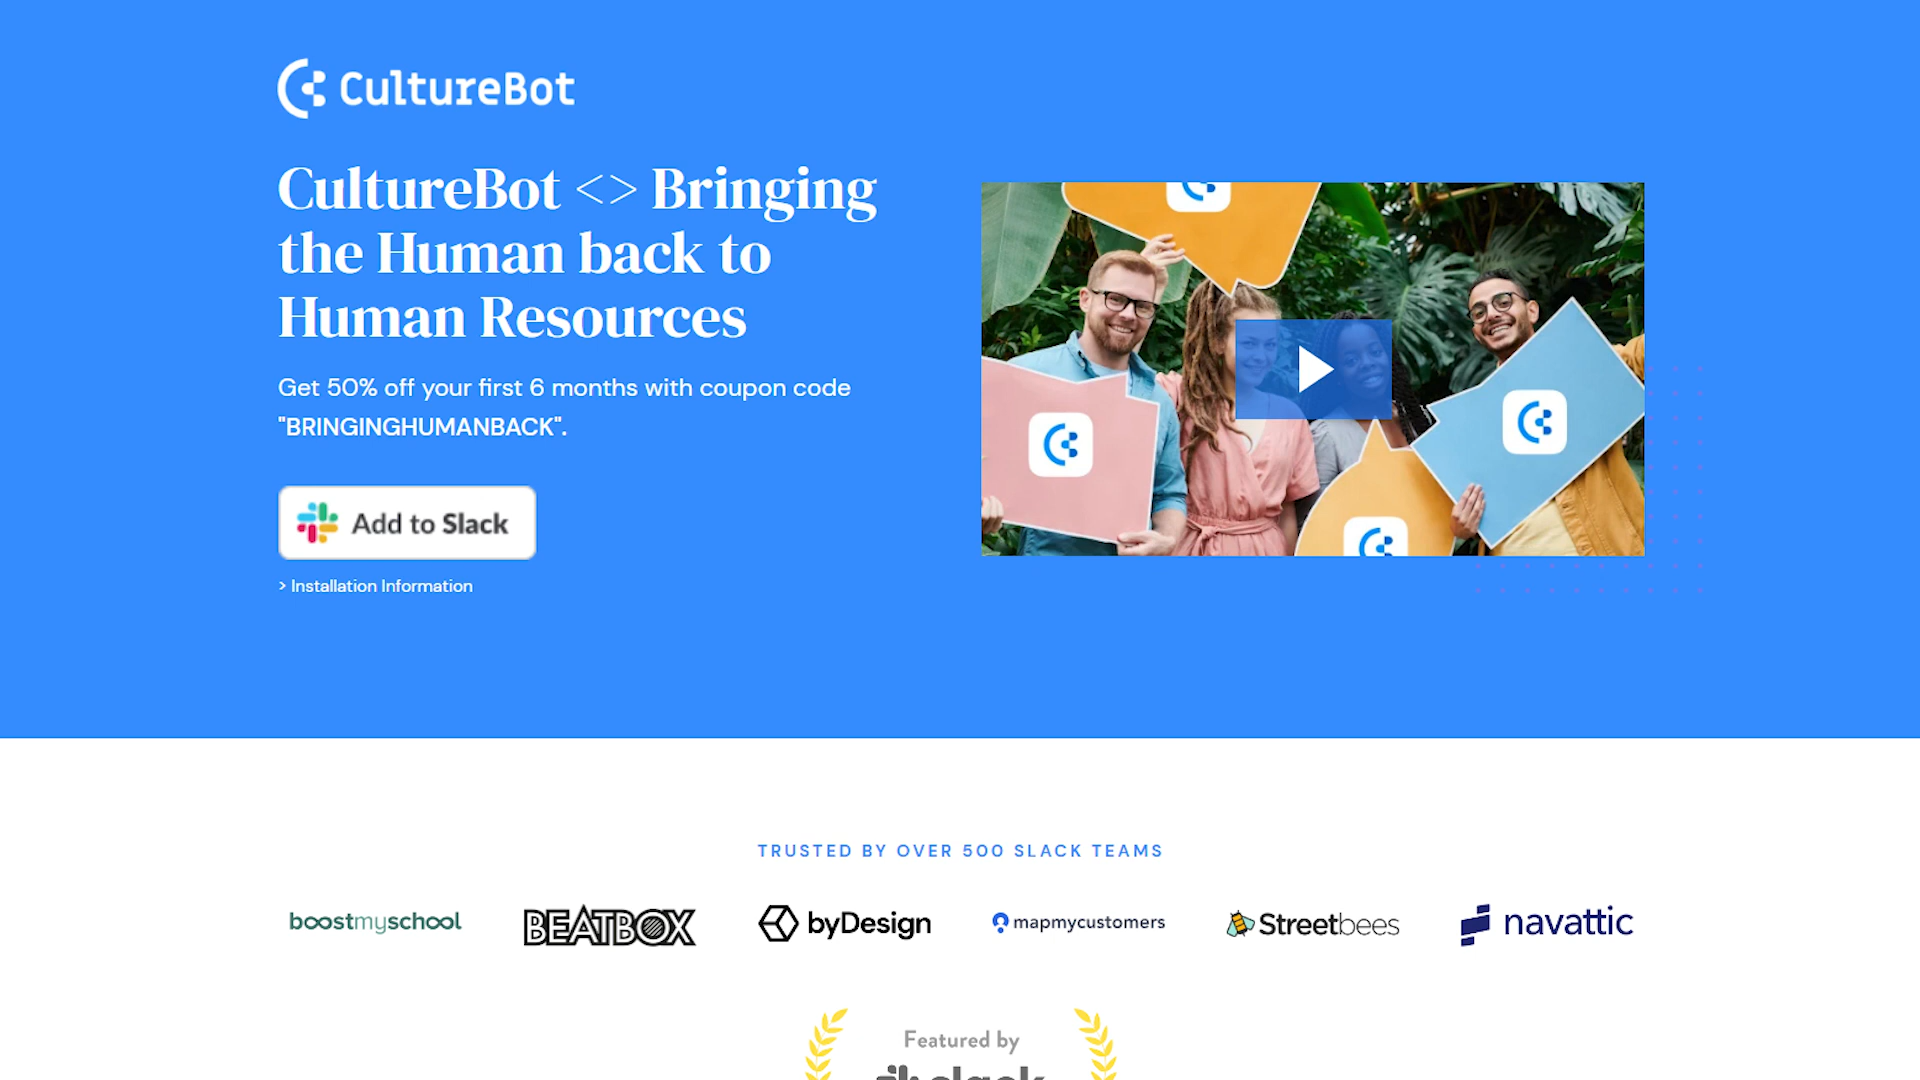 CultureBot
CultureBot <> Bringing
the Human back to
Human Resources
Get 50% off your first 6 months with coupon code
"BRINGINGHUMANBACK".
Add to Slack
> Installation Information
TRUSTED BY OVER 500 SLACK TEAMS
boostmyschool
BEATBOX
byDesign
mapmycustomers
Streetbees
navattic
Featured by
slack